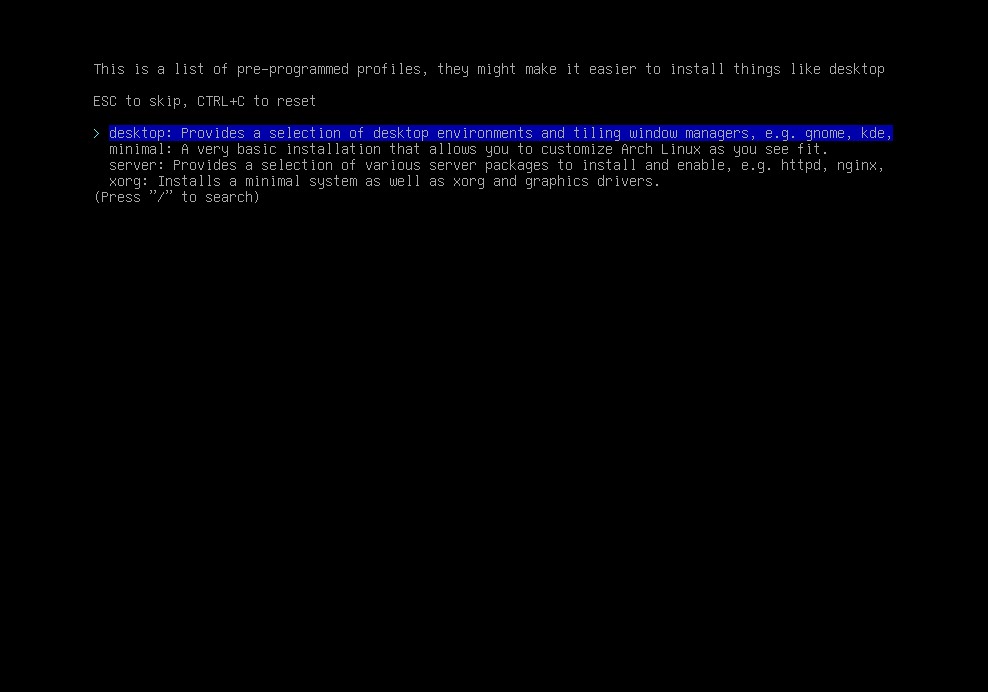 This is a list of pre-programmed profiles, they might make it easier to install things like desktop
ESC to skip, CTRL+C to reset
> desktop: Provides a selection of desktop environments and tiling window managers, e.g. gnome, kde,
minimal: A very basic installation that allows you to customize Arch Linux as you see fit.
server: Provides a selection of various server packages to install and enable, e.g. httpd, nginx,
xorg: Installs a minimal system as well as xorg and graphics drivers.
(Press "/" to search)